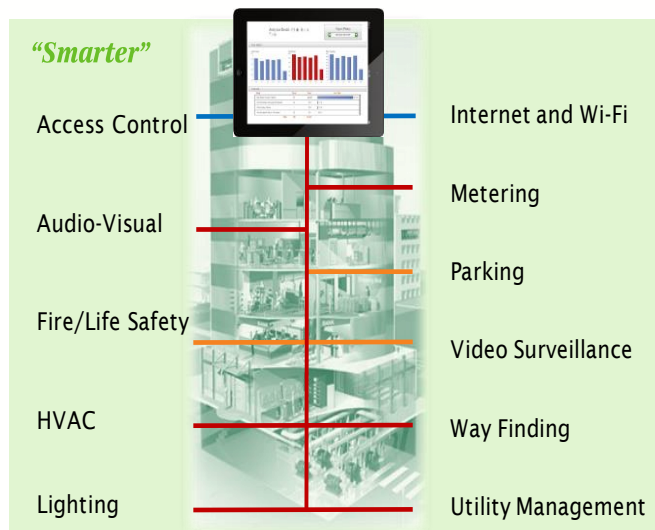 “Smarter”
Access Control
Audio-Visual
Fire/Life Safety
HVAC
Lighting
Internet and Wi-Fi
Metering
Parking
Video Surveillance
Way Finding
Utility Management